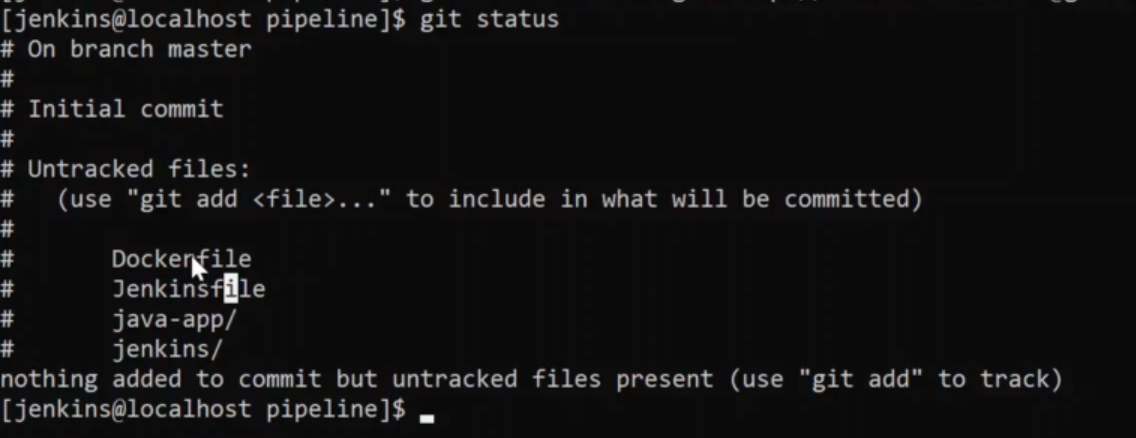 [jenkins@localhost pipeline]$ git status
# On branch master
#
# Initial commit
#
# Untracked files:
#   (use "git add <file>..." to include in what will be committed)
#
#       Dockerfile
#       Jenkinsfile
#       java-app/
#       jenkins/
nothing added to commit but untracked files present (use "git add" to track)
[jenkins@localhost pipeline]$